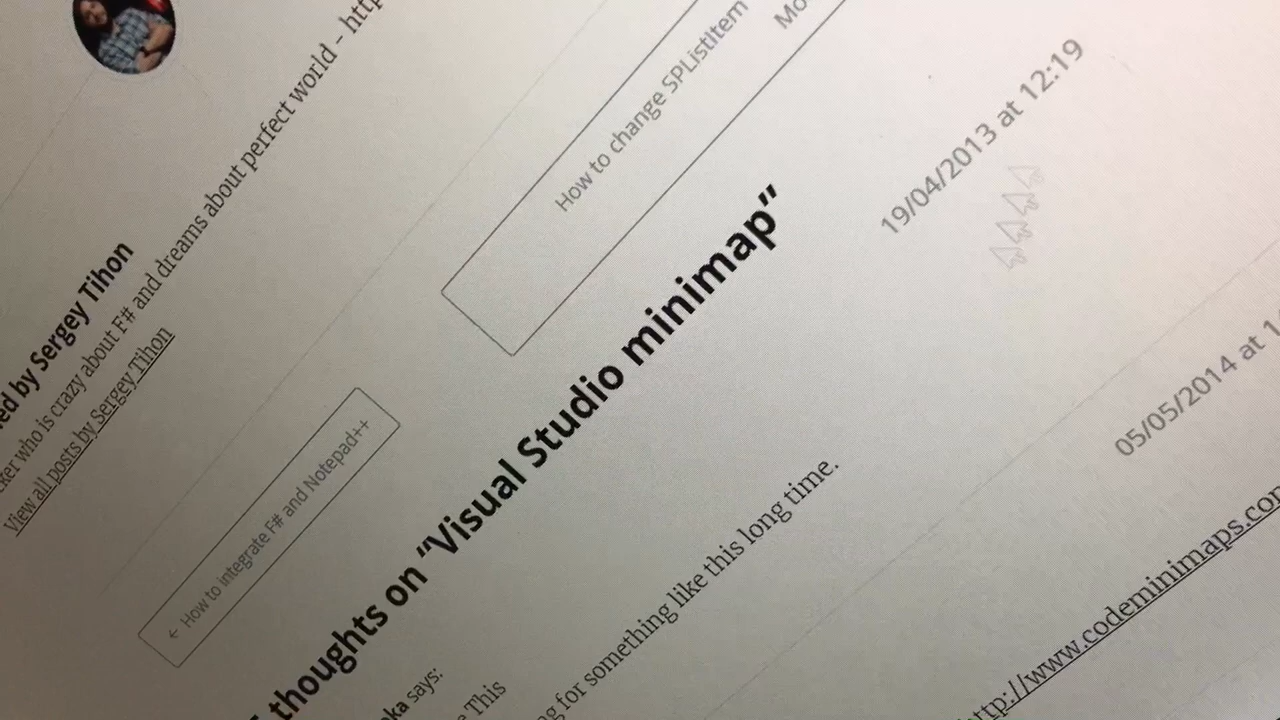 ed by Sergey Tihon
who is crazy about F# and dreams about perfect world - http
View all posts by Sergey Tihon
← How to integrate F# and Notepad++
How to change SPListItem
thoughts on “Visual Studio minimap”
says:
19/04/2013 at 12:19
This
for something like this long time.
05/05/2014 at 1
http://www.codeminimaps.com